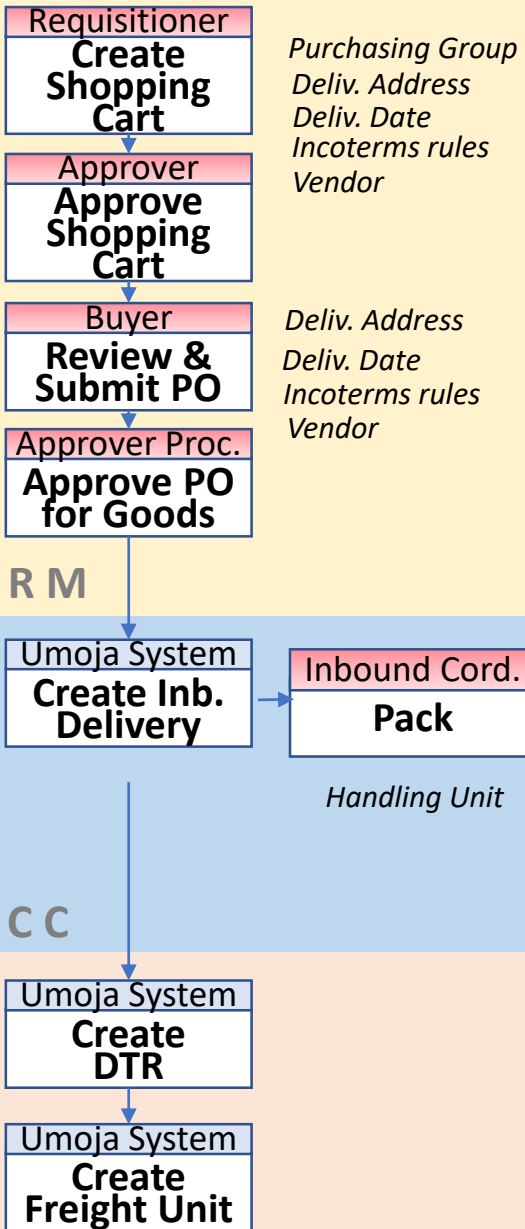 Requisitioner
Create
Shopping
Cart
Purchasing Group
Deliv. Address
Deliv. Date
Incoterms rules
Vendor
Approver
Approve
Shopping
Cart
Buyer
Review &
Submit PO
Deliv. Address
Deliv. Date
Incoterms rules
Vendor
Approver Proc.
Approve PO
for Goods
R M
Umoja System
Create Inb.
Delivery
Inbound Cord.
Pack
Handling Unit
C C
Umoja System
Create
DTR
Umoja System
Create
Freight Unit